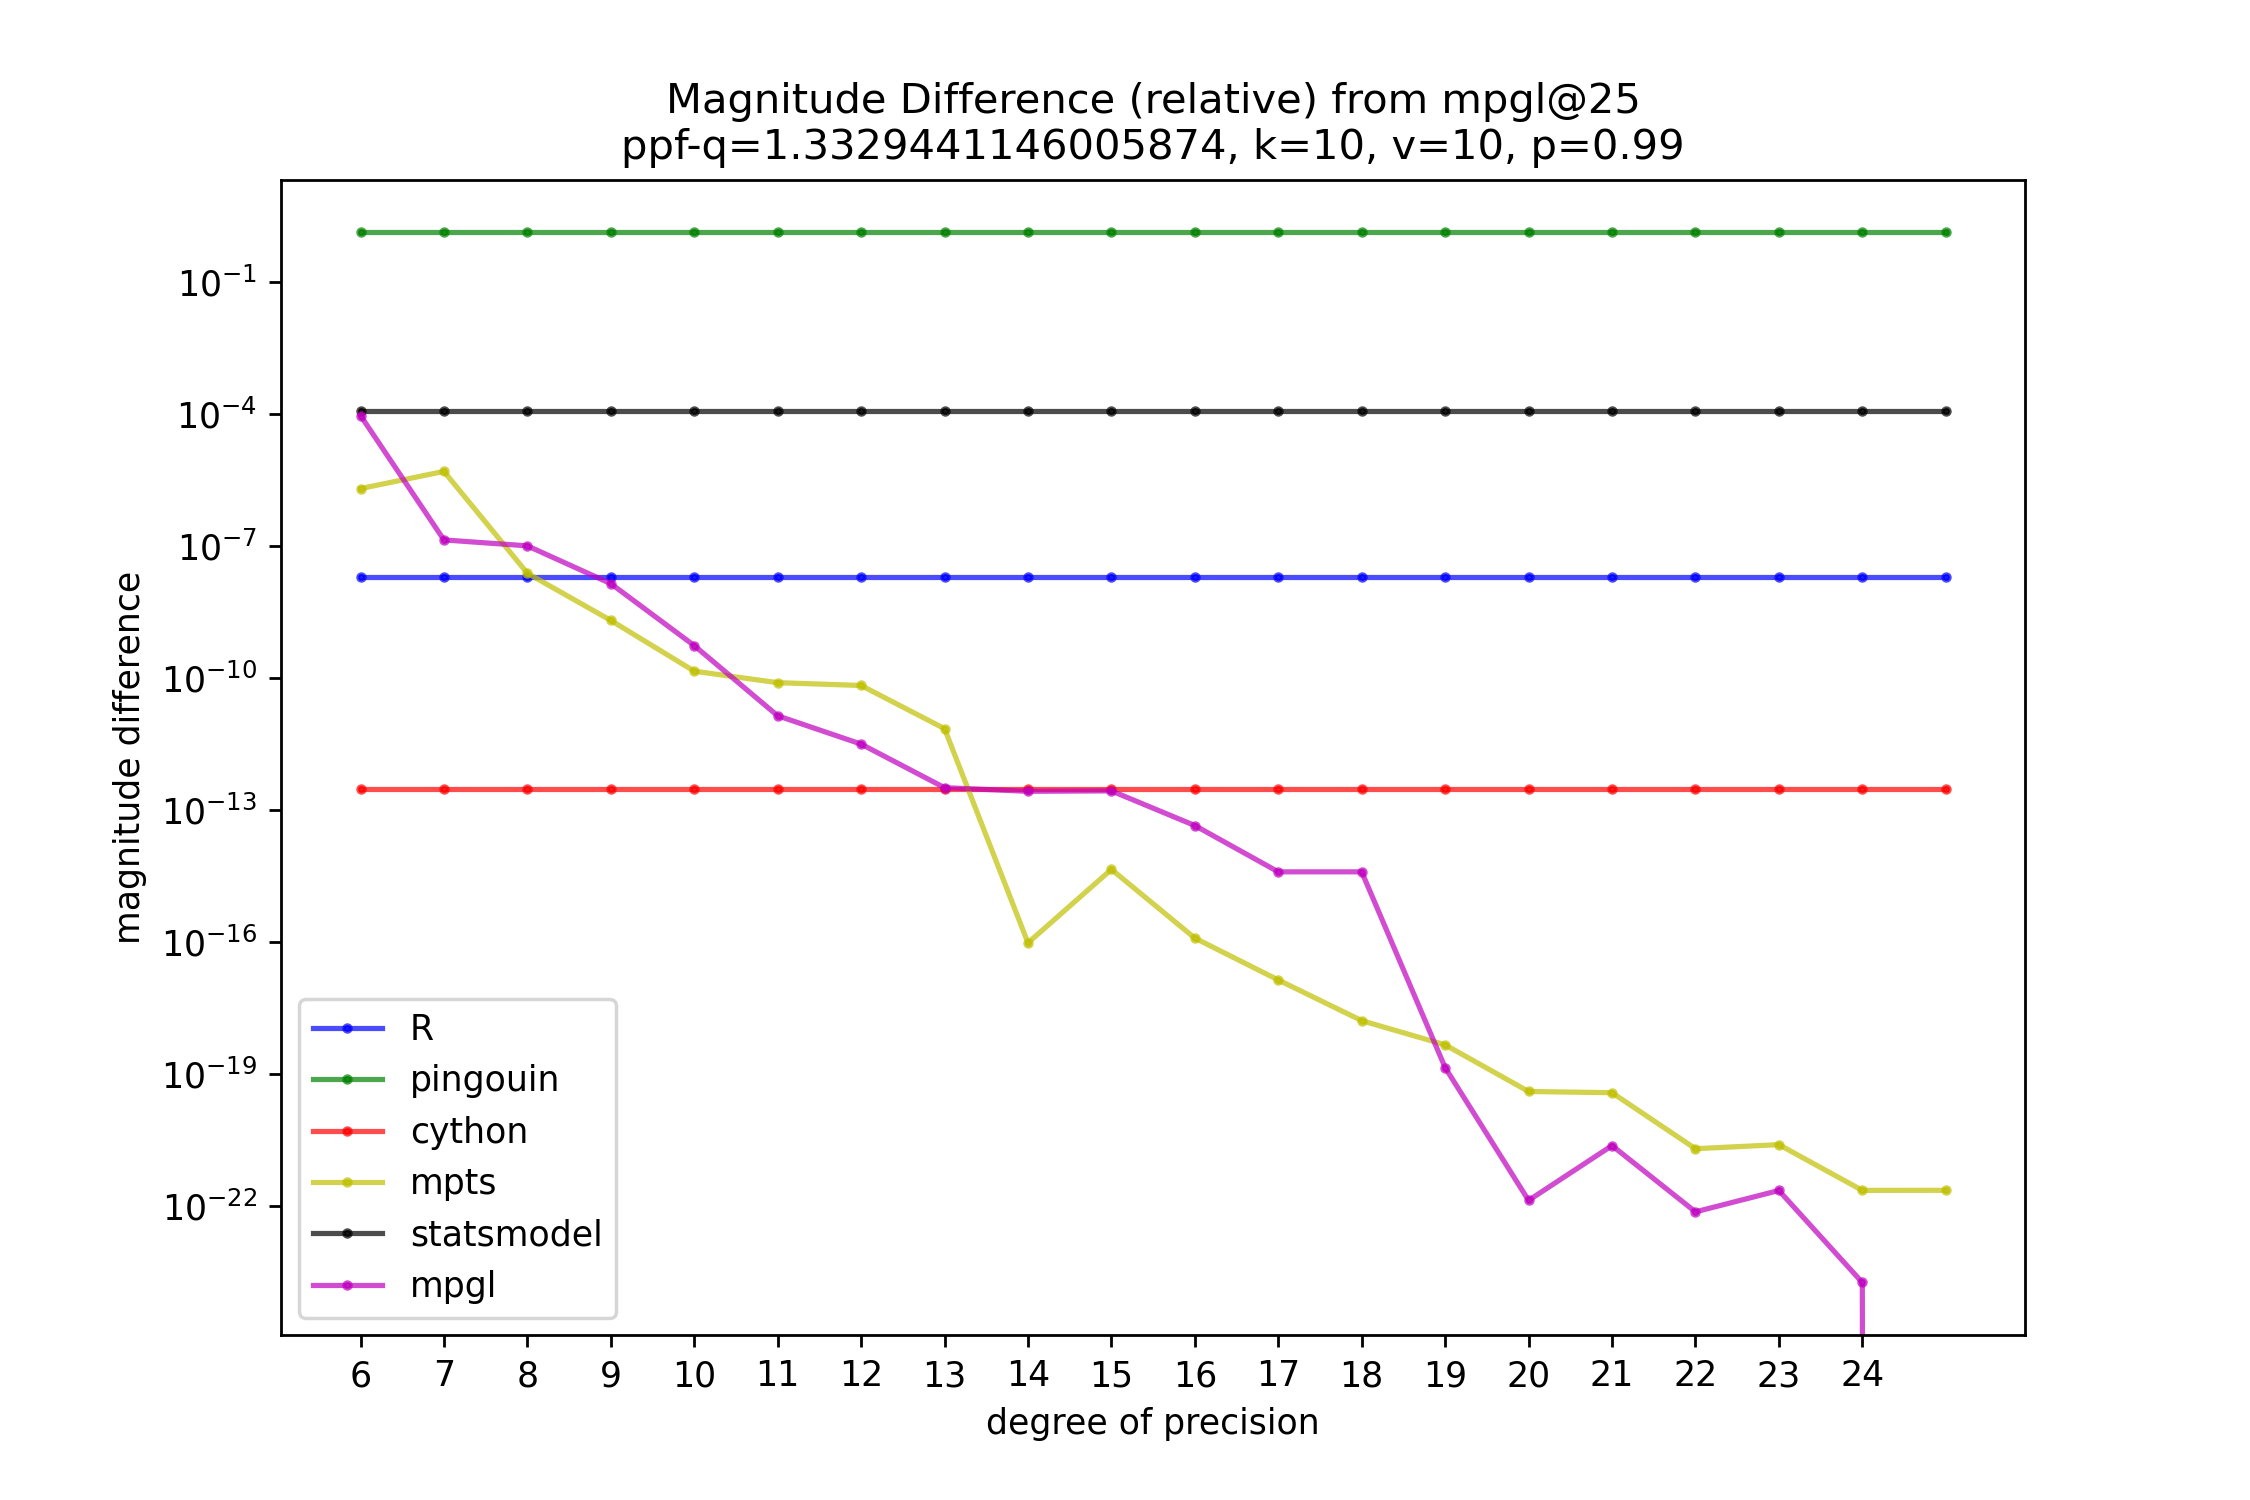 Magnitude Difference (relative) from mpgl@25
ppf-q=1.3329441146005874, k=10, v=10, p=0.99
magnitude difference
10⁻¹
10⁻⁴
10⁻⁷
10⁻¹⁰
10⁻¹³
10⁻¹⁶
10⁻¹⁹
10⁻²²
R
pingouin
cython
mpts
statsmodel
mpgl
6 7 8 9 10 11 12 13 14 15 16 17 18 19 20 21 22 23 24
degree of precision